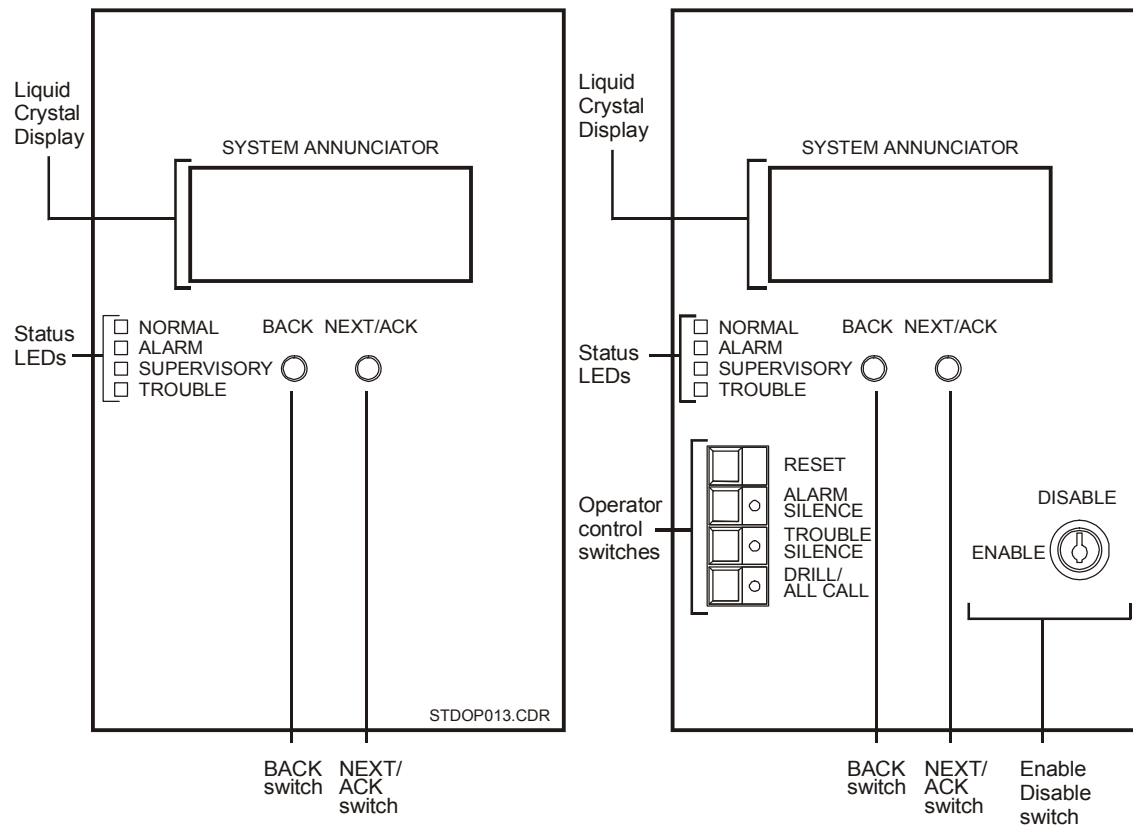 Liquid
Crystal
Display
SYSTEM ANNUNCIATOR
Status
LEDs
NORMAL
ALARM
SUPERVISORY
TROUBLE
BACK
NEXT/ACK
STDOP013.CDR
BACK
switch
NEXT/
ACK
switch
Liquid
Crystal
Display
SYSTEM ANNUNCIATOR
Status
LEDs
NORMAL
ALARM
SUPERVISORY
TROUBLE
BACK
NEXT/ACK
Operator
control
switches
RESET
ALARM
SILENCE
TROUBLE
SILENCE
DRILL/
ALL CALL
DISABLE
ENABLE
BACK
switch
NEXT/
ACK
switch
Enable
Disable
switch